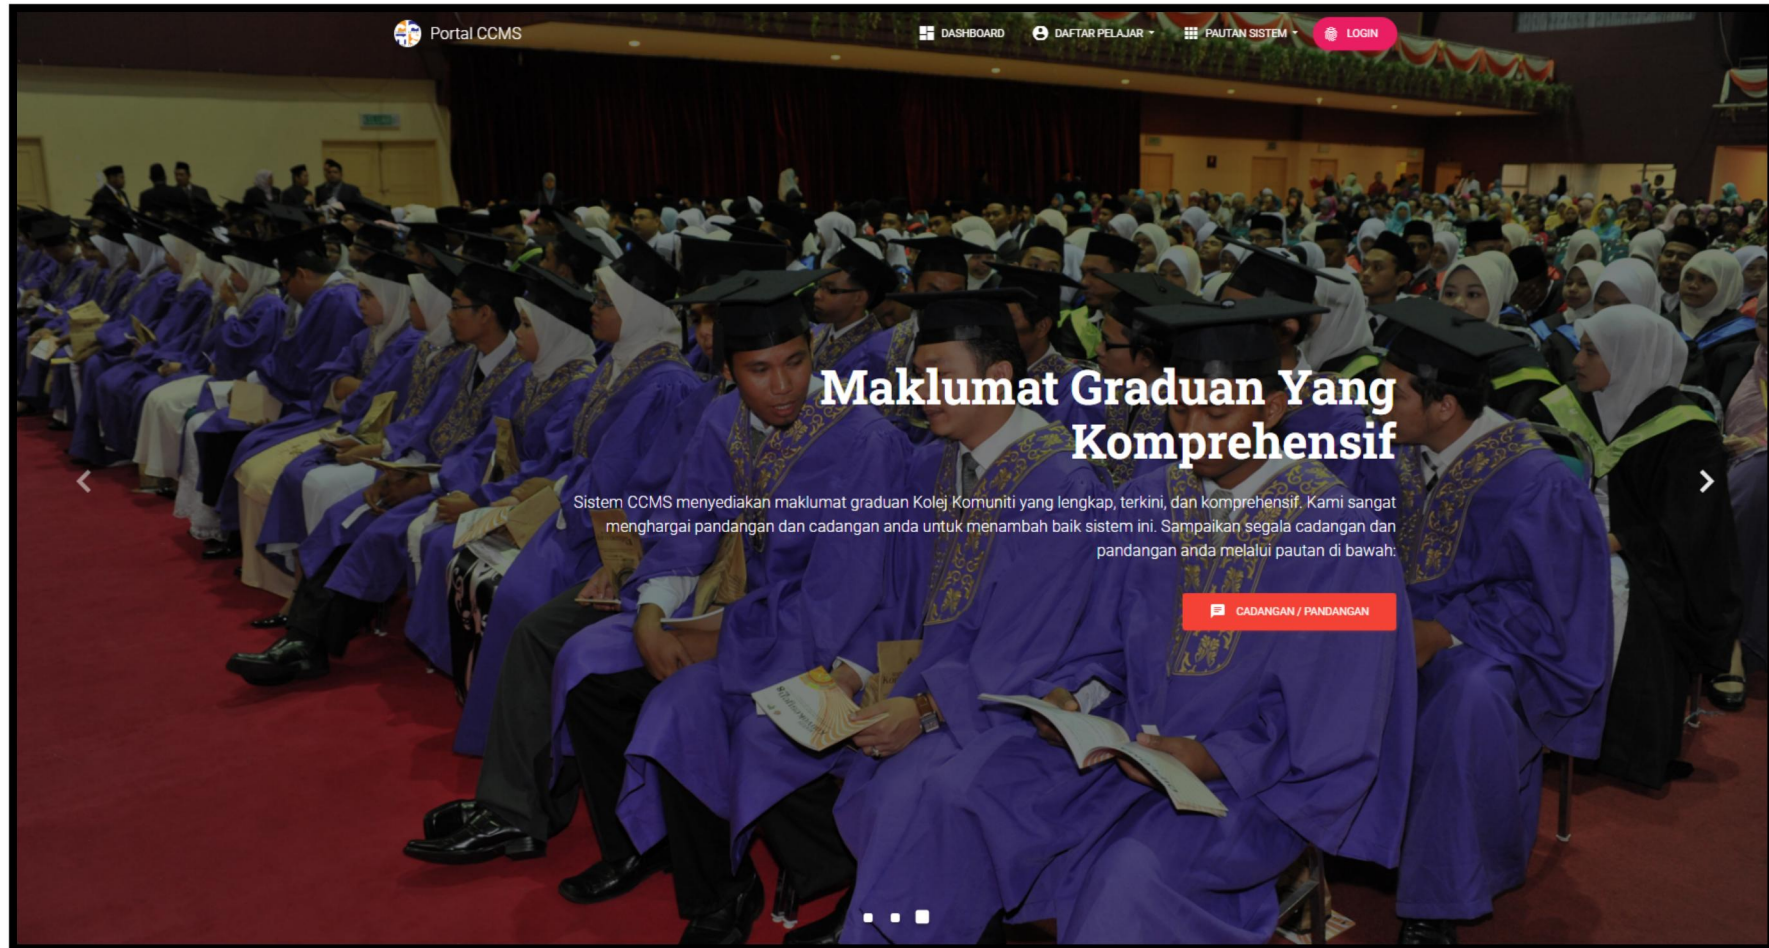 Portal CCMS
DASHBOARD
DAFTAR PELAJAR
PAUTAN SISTEM
LOGIN
Maklumat Graduan Yang
Komprehensif
Sistem CCMS menyediakan maklumat graduan Kolej Komuniti yang lengkap, terkini, dan komprehensif. Kami sangat
menghargai pandangan dan cadangan anda untuk menambah baik sistem ini. Sampaikan segala cadangan dan
pandangan anda melalui pautan di bawah:
CADANGAN / PANDANGAN